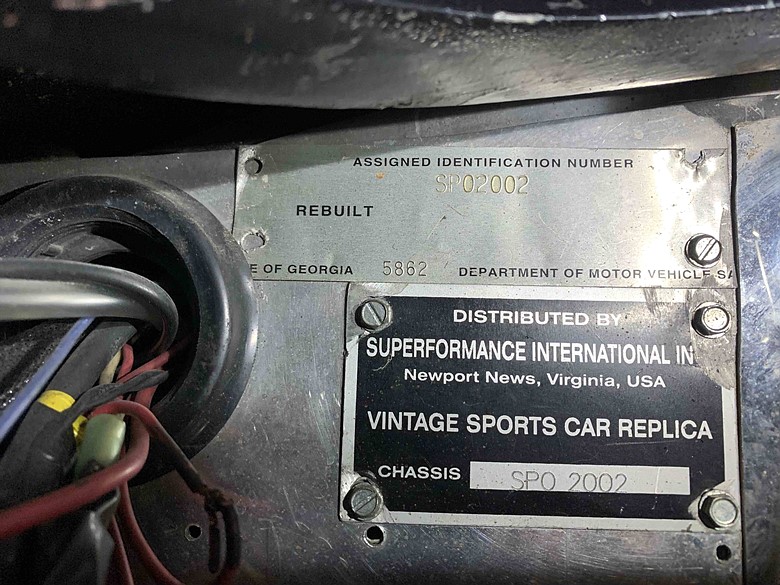 ASSIGNED IDENTIFICATION NUMBER
SPO2002
REBUILT
E OF GEORGIA 5862 DEPARTMENT OF MOTOR VEHICLE SA
DISTRIBUTED BY
SUPERFORMANCE INTERNATIONAL IN
Newport News, Virginia, USA
VINTAGE SPORTS CAR REPLICA
CHASSIS SPO 2002